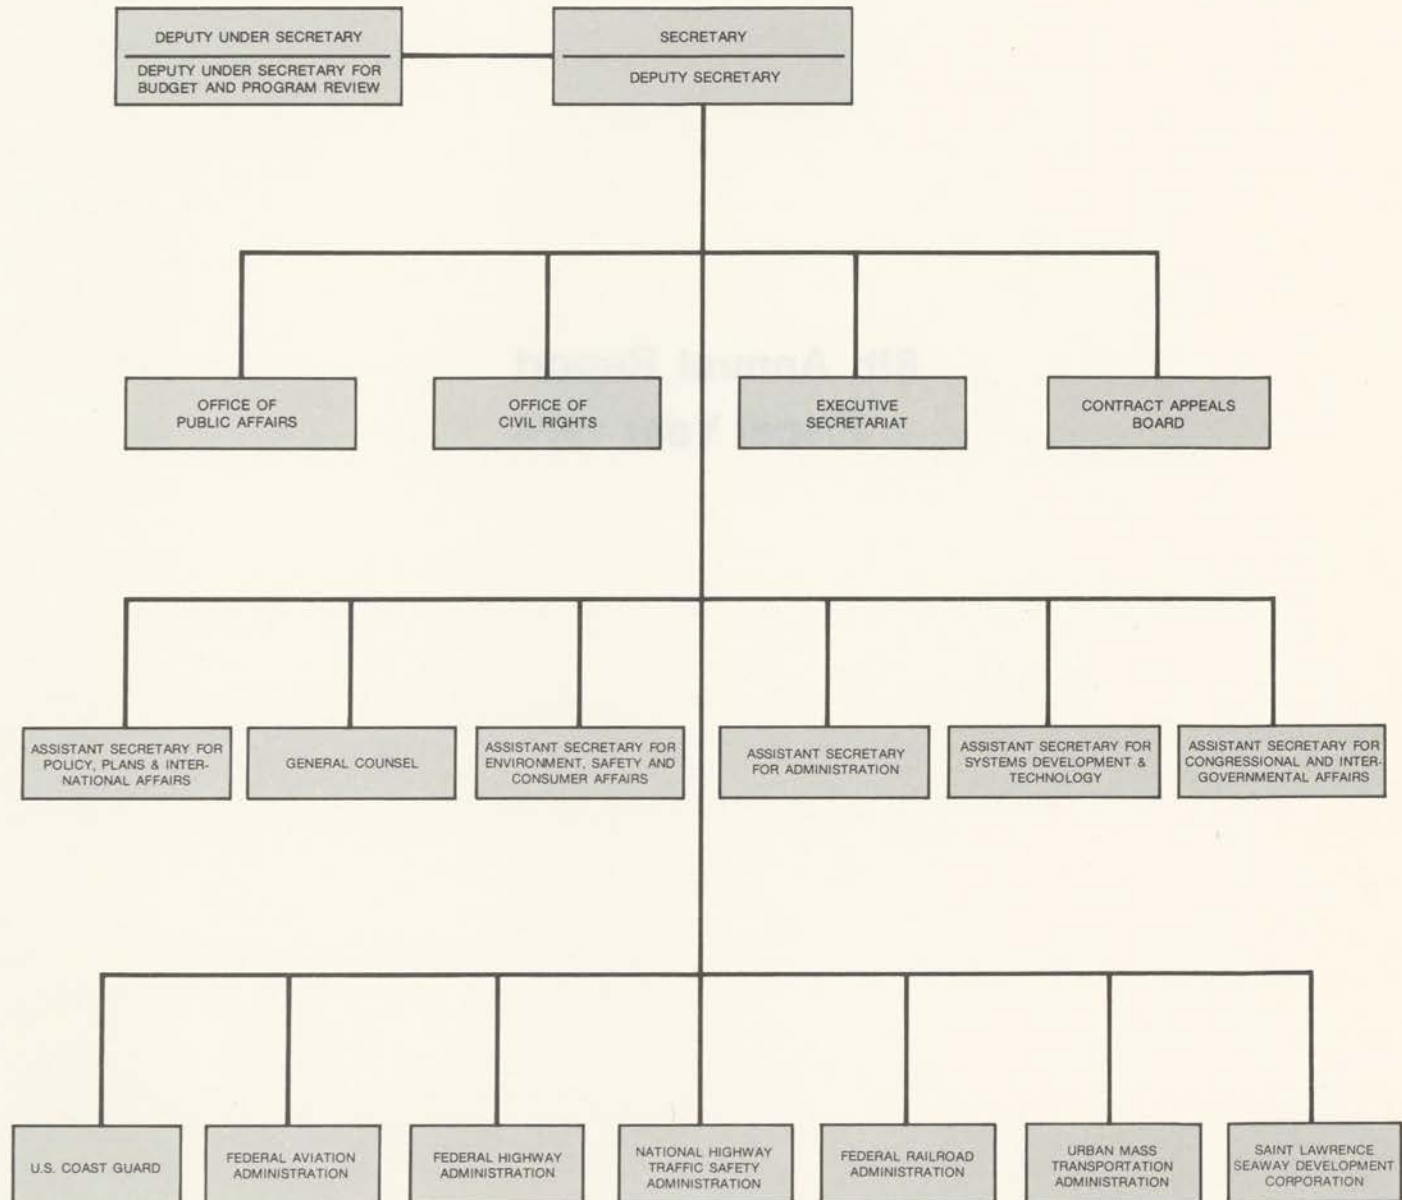 DEPUTY UNDER SECRETARY
DEPUTY UNDER SECRETARY FOR
BUDGET AND PROGRAM REVIEW
SECRETARY
DEPUTY SECRETARY
OFFICE OF
PUBLIC AFFAIRS
OFFICE OF
CIVIL RIGHTS
EXECUTIVE
SECRETARIAT
CONTRACT APPEALS
BOARD
ASSISTANT SECRETARY FOR
POLICY, PLANS & INTER-
NATIONAL AFFAIRS
GENERAL COUNSEL
ASSISTANT SECRETARY FOR
ENVIRONMENT, SAFETY AND
CONSUMER AFFAIRS
ASSISTANT SECRETARY
FOR ADMINISTRATION
ASSISTANT SECRETARY FOR
SYSTEMS DEVELOPMENT &
TECHNOLOGY
ASSISTANT SECRETARY FOR
CONGRESSIONAL AND INTER-
GOVERNMENTAL AFFAIRS
U.S. COAST GUARD
FEDERAL AVIATION
ADMINISTRATION
FEDERAL HIGHWAY
ADMINISTRATION
NATIONAL HIGHWAY
TRAFFIC SAFETY
ADMINISTRATION
FEDERAL RAILROAD
ADMINISTRATION
URBAN MASS
TRANSPORTATION
ADMINISTRATION
SAINT LAWRENCE
SEAWAY DEVELOPMENT
CORPORATION